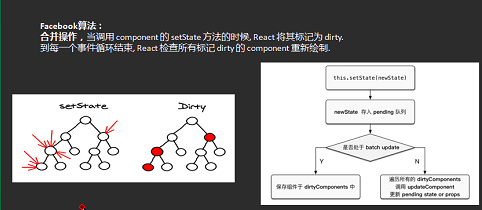 Facebook算法：
合并操作，当调用 component 的 setState 方法的时候, React 将其标记为 dirty.
到每一个事件循环结束, React 检查所有标记 dirty 的 component 重新绘制.
setState
Dirty
this.setState(newState)
newState 存入 pending 队列
是否处于 batch update
Y
N
保存组件于 dirtyComponents 中
遍历所有的 dirtyComponents
调用 updateComponent
更新 pending state or props